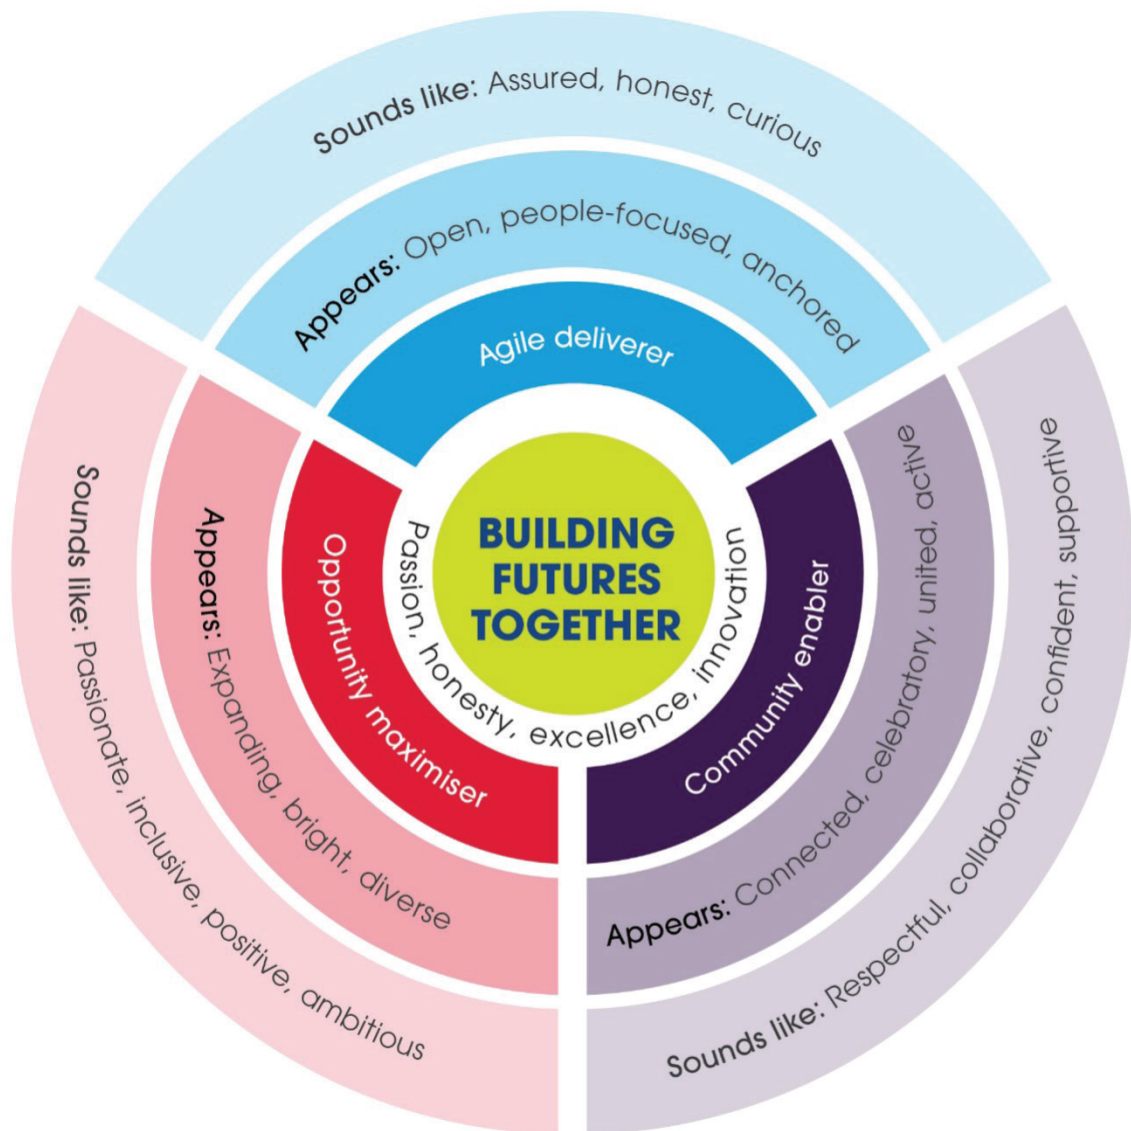 Sounds like: Assured, honest, curious
Appears: Open, people-focused, anchored
Agile deliverer
BUILDING
FUTURES
TOGETHER
Passion, honesty, excellence, innovation
Opportunity maximiser
Appears: Expanding, bright, diverse
Sounds like: Passionate, inclusive, positive, ambitious
Community enabler
Appears: Connected, celebratory, united, active
Sounds like: Respectful, collaborative, confident, supportive